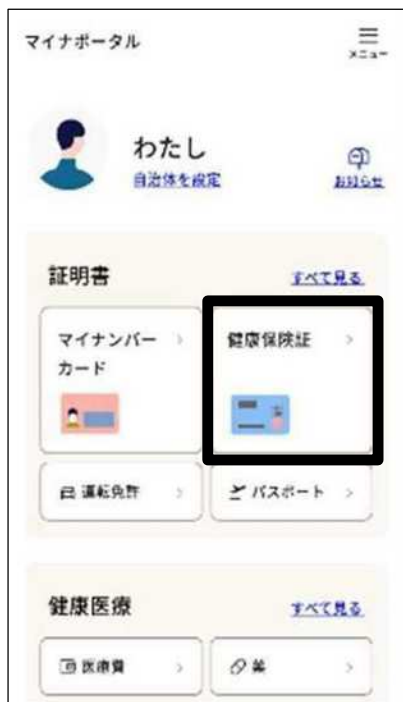 マイナポータル
メニュー
わたし
自治体を設定
お知らせ
証明書
すべて見る
マイナンバー
カード
健康保険証
運転免許
パスポート
健康医療
すべて見る
医療費
薬